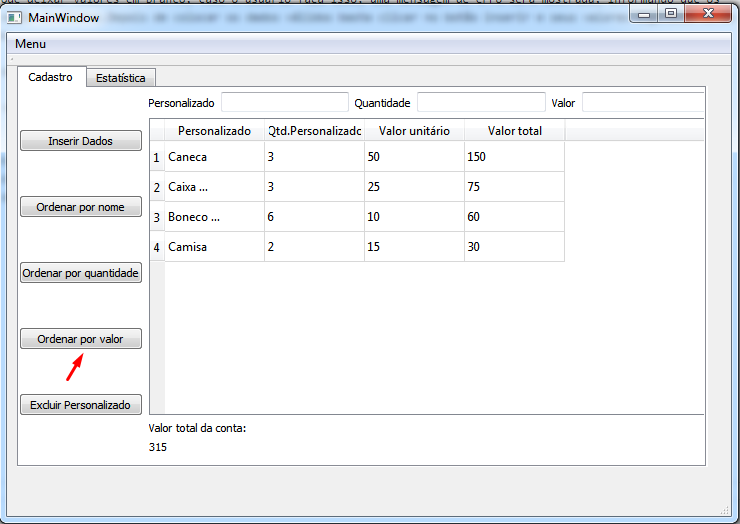 MainWindow
Menu
Cadastro Estatística
Personalizado Quantidade Valor
Inserir Dados
Ordenar por nome
Ordenar por quantidade
Ordenar por valor
Excluir Personalizado
Personalizado Qtd.Personalizado Valor unitário Valor total
1 Caneca 3 50 150
2 Caixa ... 3 25 75
3 Boneco ... 6 10 60
4 Camisa 2 15 30
Valor total da conta:
315